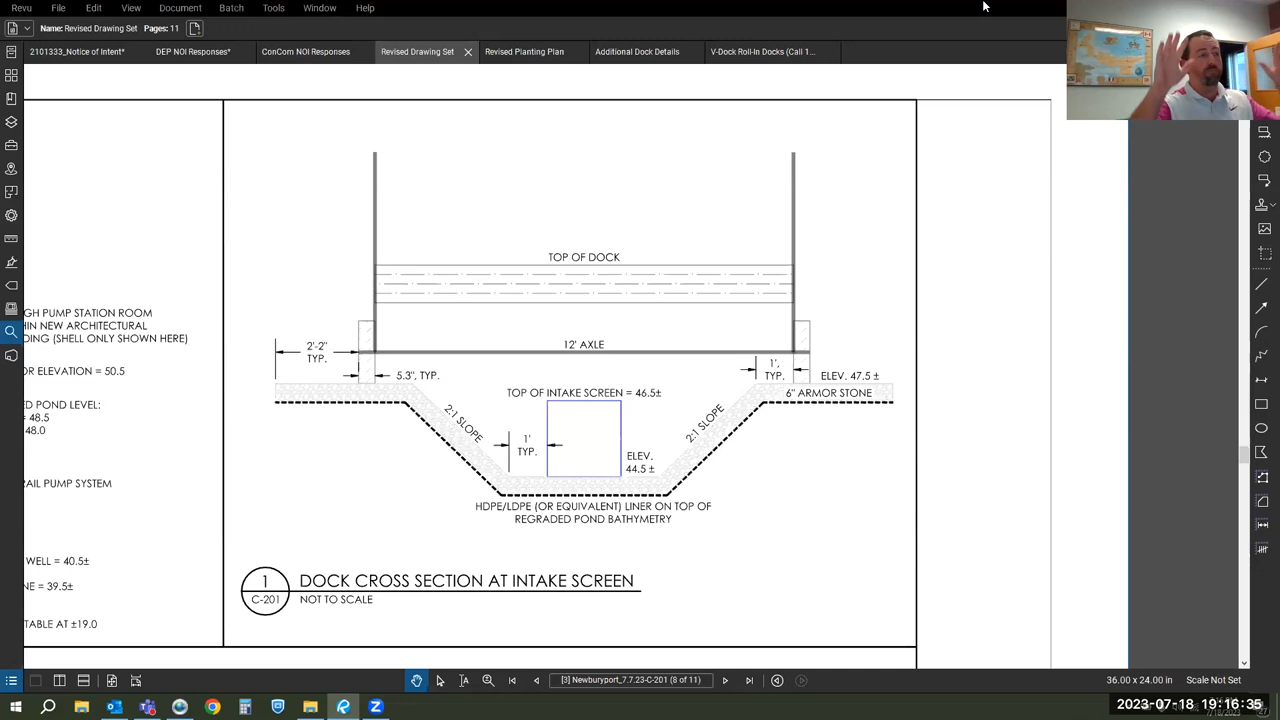 Revu File Edit View Document Batch Tools Window Help
Name: Revised Drawing Set Pages: 11
2101333_Notice of Intent* DEP NOI Responses* ConCom NOI Responses Revised Drawing Set Revised Planting Plan Additional Dock Details V-Dock Roll-In Docks (Call 1...
TOP OF DOCK
GH PUMP STATION ROOM
HIN NEW ARCHITECTURAL
DING (SHELL ONLY SHOWN HERE)
12' AXLE
2'-2"
TYP.
1',
TYP.
OR ELEVATION = 50.5
5.3", TYP.
ELEV. 47.5 ±
TOP OF INTAKE SCREEN = 46.5±
6" ARMOR STONE
ED POND LEVEL:
= 48.5
48.0
2:1 SLOPE
2:1 SLOPE
1'
TYP.
ELEV.
44.5 ±
RAIL PUMP SYSTEM
HDPE/LDPE (OR EQUIVALENT) LINER ON TOP OF
REGRADED POND BATHYMETRY
WELL = 40.5±
NE = 39.5±
1
C-201
DOCK CROSS SECTION AT INTAKE SCREEN
NOT TO SCALE
TABLE AT ±19.0
[3] Newburyport_7.7.23-C-201 (8 of 11)
36.00 x 24.00 in Scale Not Set
2023-07-18 19:16:35